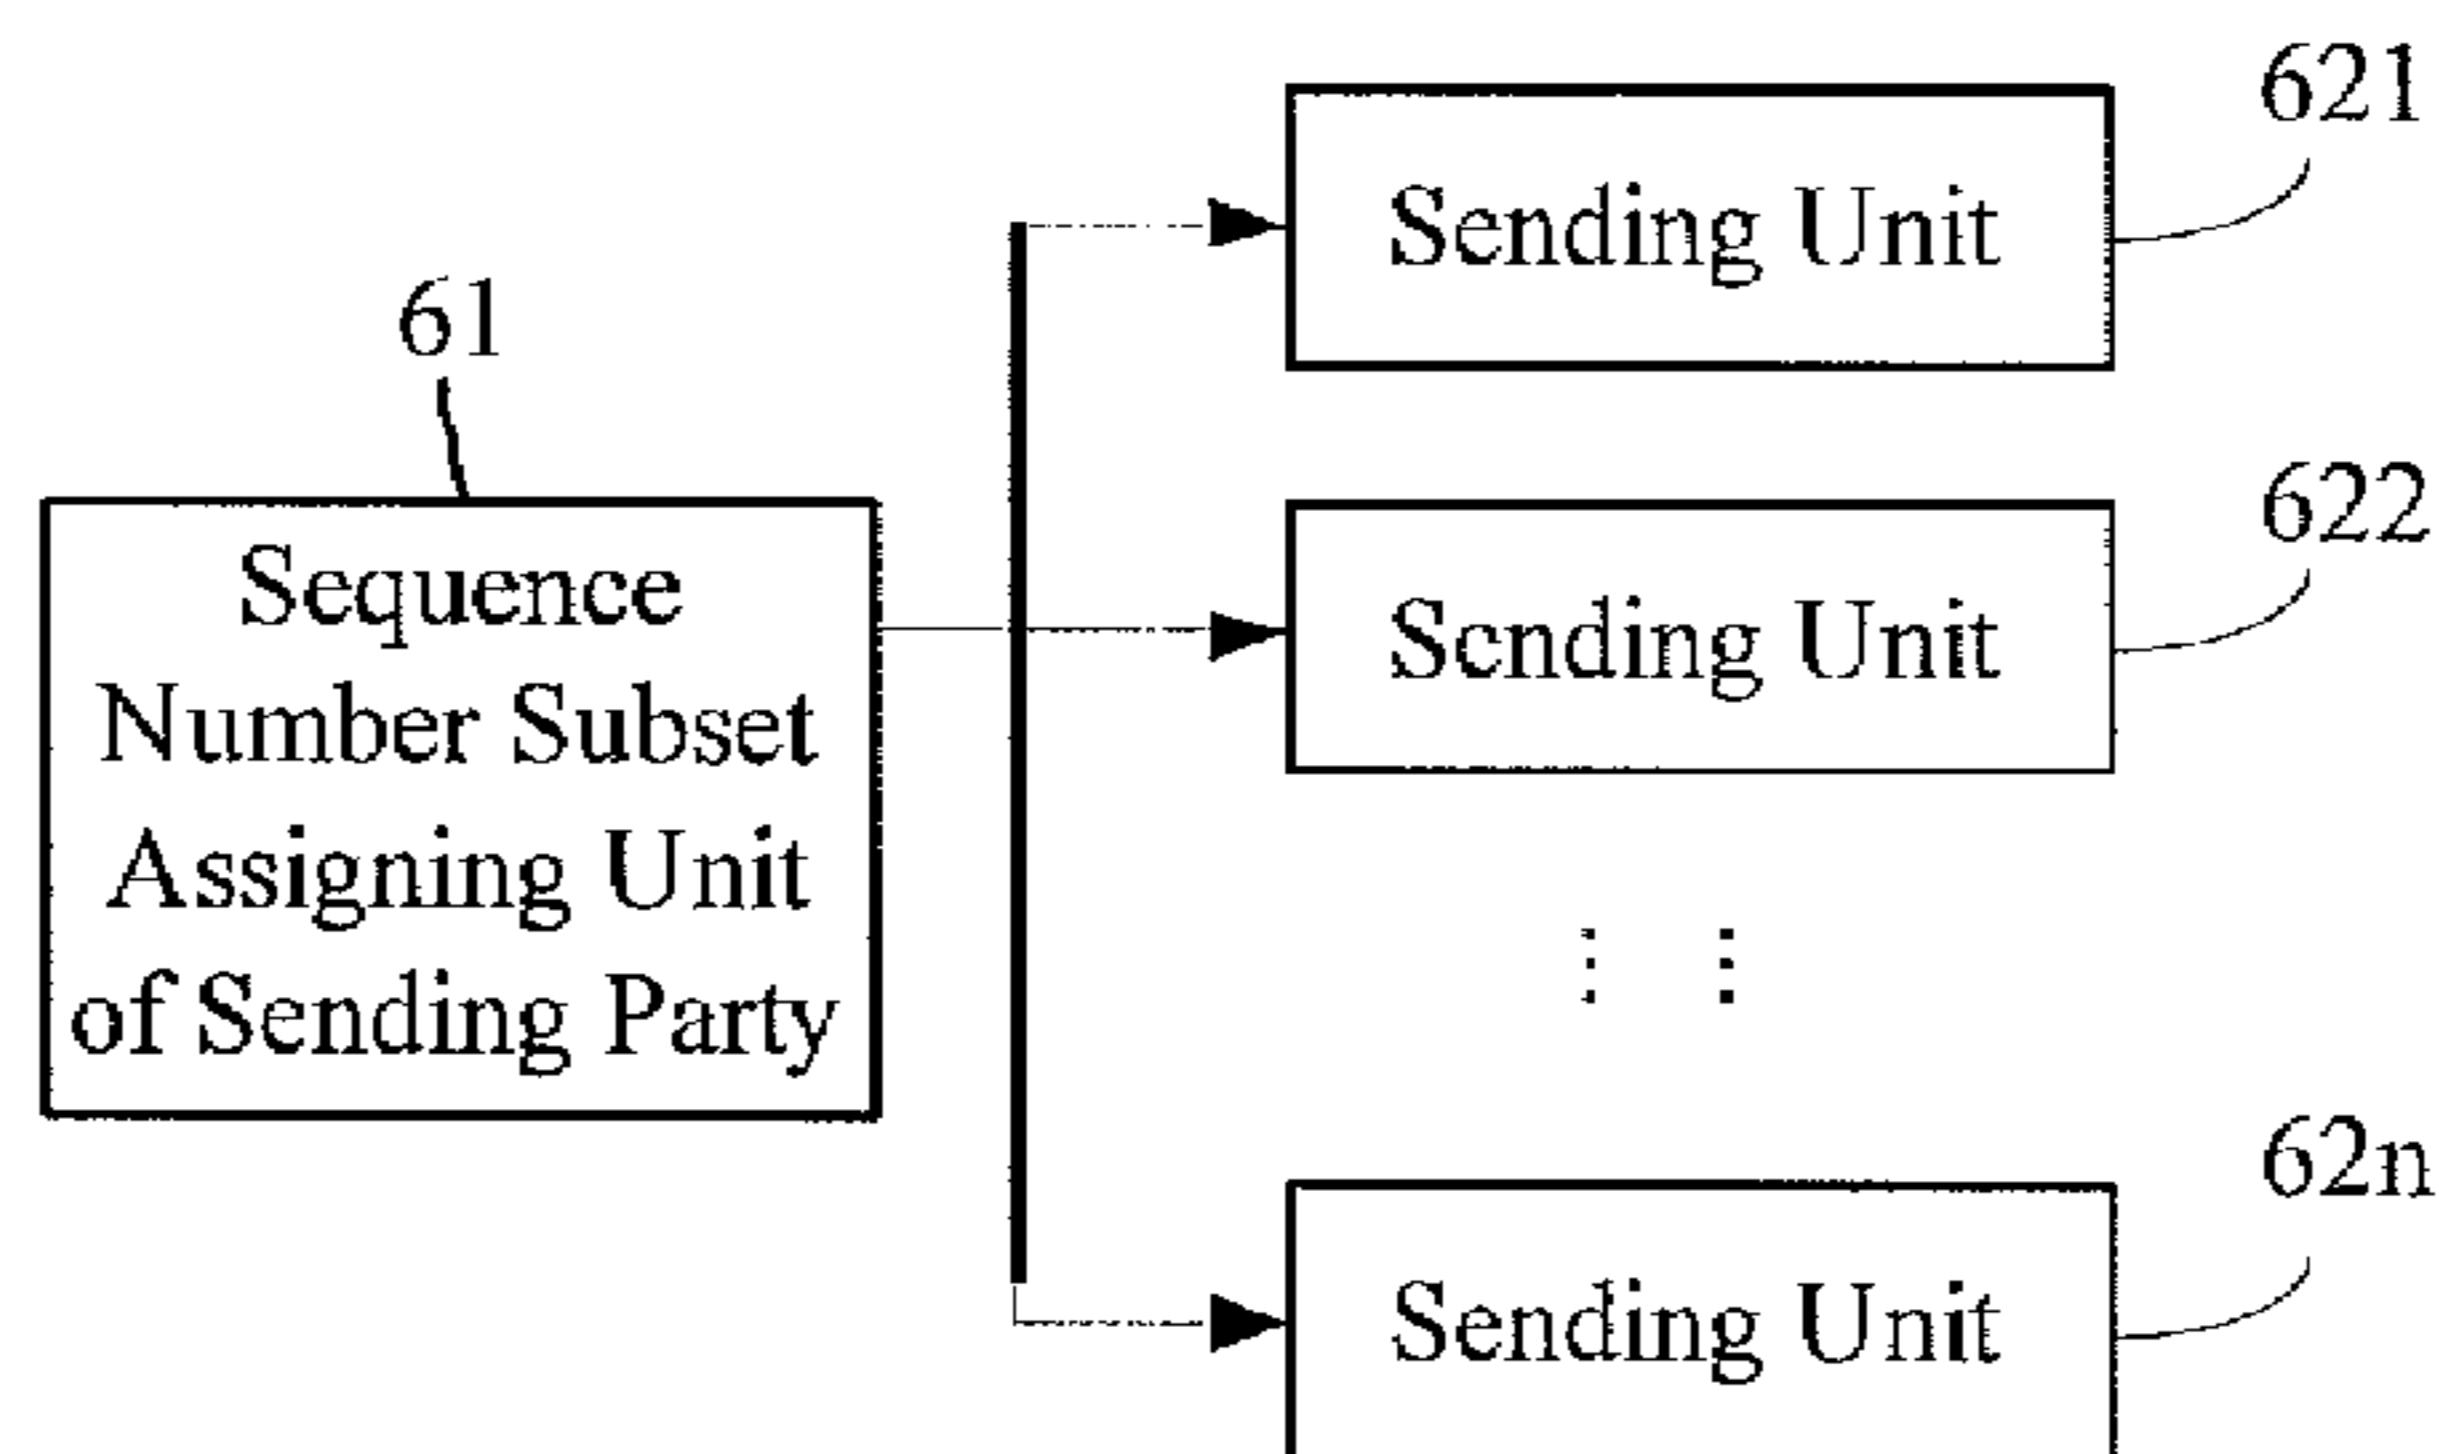 621
Sending Unit
61
622
Sequence
Number Subset
Assigning Unit
of Sending Party
Sending Unit
62n
Sending Unit